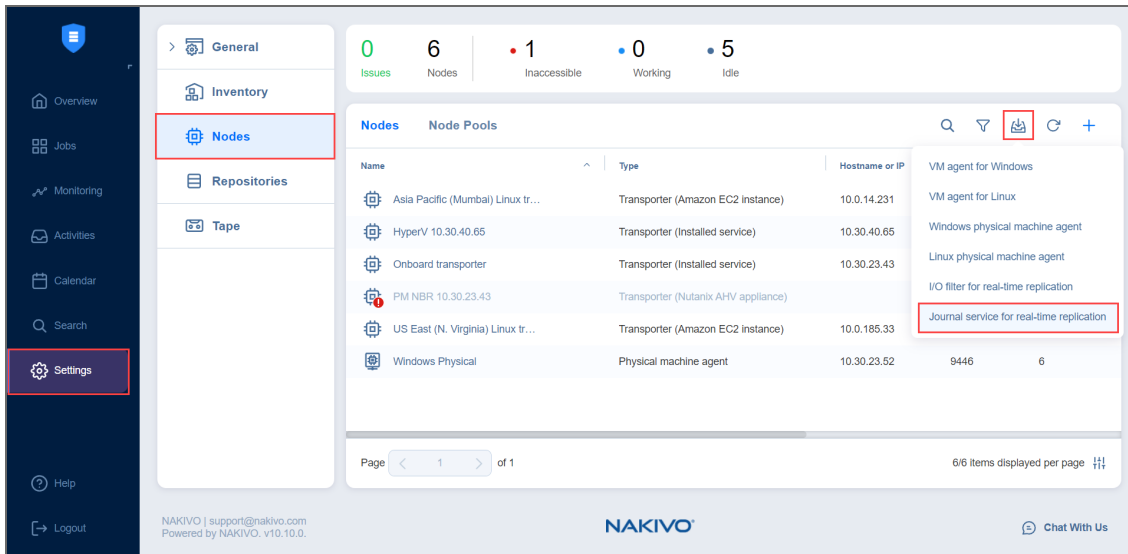 Overview
Jobs
Monitoring
Activities
Calendar
Search
Settings
Help
Logout
General
Inventory
Nodes
Repositories
Tape
0 6 1 0 5
Issues Nodes Inaccessible Working Idle
Nodes Node Pools
Name Type Hostname or IP
Asia Pacific (Mumbai) Linux tr... Transporter (Amazon EC2 instance) 10.0.14.231
HyperV 10.30.40.65 Transporter (Installed service) 10.30.40.65
Onboard transporter Transporter (Installed service) 10.30.23.43
PM NBR 10.30.23.43 Transporter (Nutanix AHV appliance)
US East (N. Virginia) Linux tr... Transporter (Amazon EC2 instance) 10.0.185.33
Windows Physical Physical machine agent 10.30.23.52 9446 6
VM agent for Windows
VM agent for Linux
Windows physical machine agent
Linux physical machine agent
I/O filter for real-time replication
Journal service for real-time replication
Page 1 of 1 6/6 items displayed per page
NAKIVO | support@nakivo.com
Powered by NAKIVO. v10.10.0.
NAKIVO®
Chat With Us